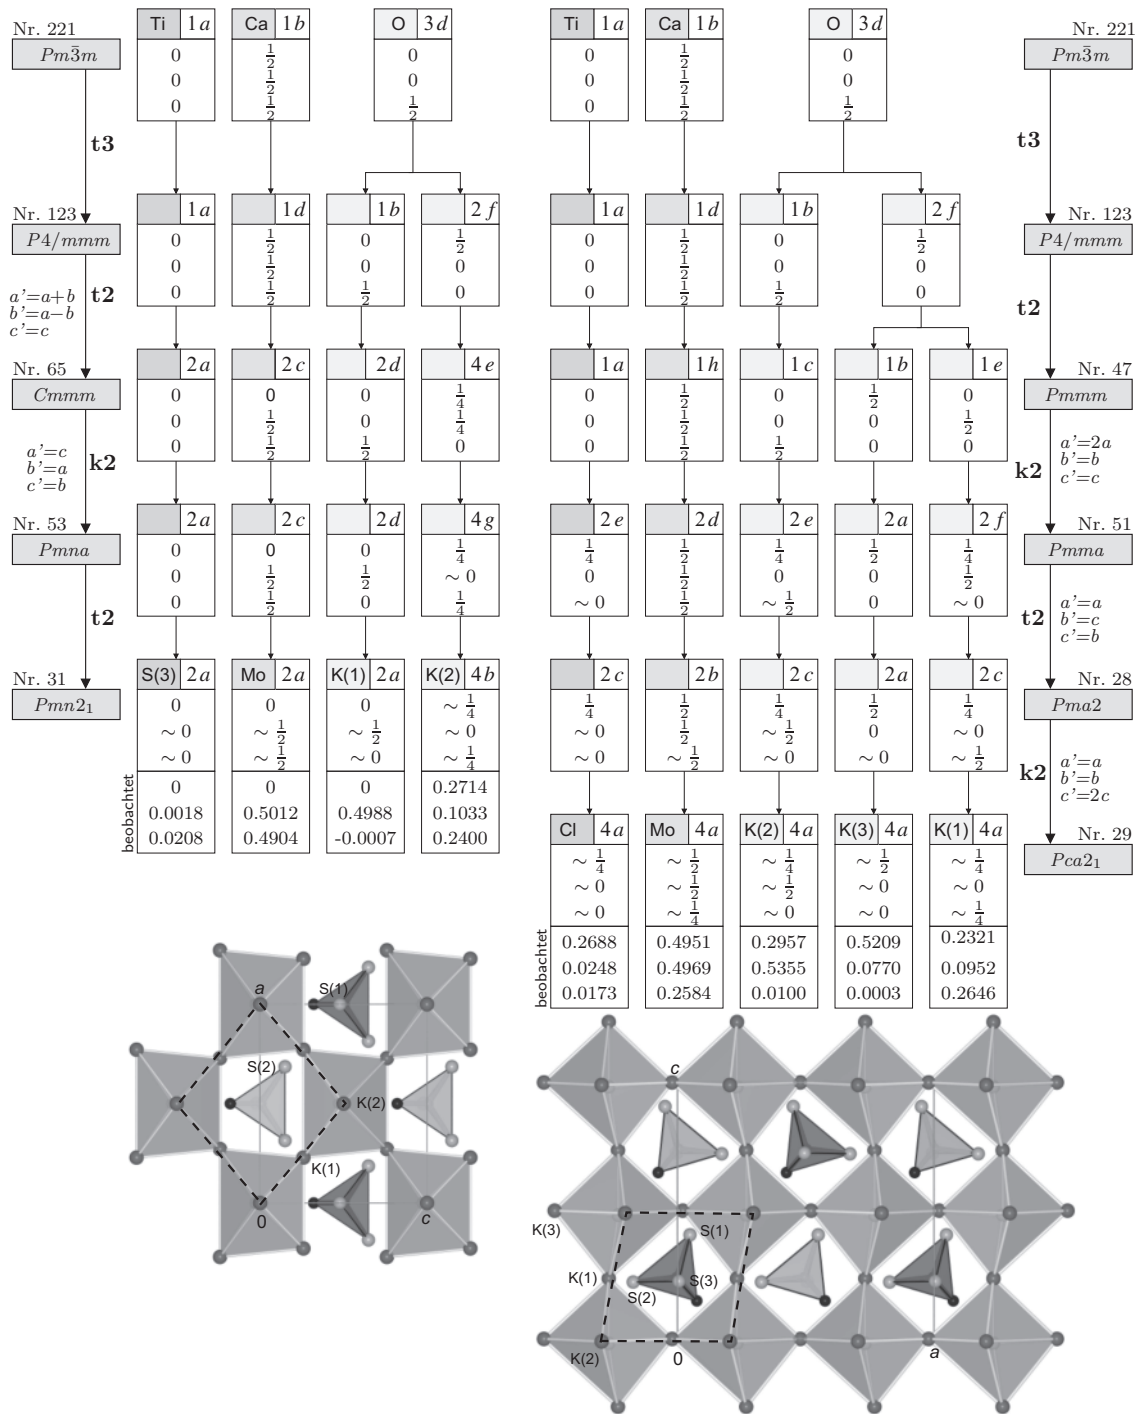 Nr. 221
Pm3̄m
Ti 1a Ca 1b O 3d
0 1/2 0
0 1/2 0
0 1/2 1/2
t3
Nr. 123
P4/mmm
1a 1d 1b 2f
0 1/2 0 1/2
0 1/2 0 0
0 1/2 1/2 0
a'=a+b
b'=a−b
c'=c
t2
Nr. 65
Cmmm
2a 2c 2d 4e
0 0 0 1/4
0 1/2 0 1/4
0 1/2 1/2 0
a'=c
b'=a
c'=b
k2
Nr. 53
Pmna
2a 2c 2d 4g
0 0 0 1/4
0 1/2 1/2 ∼ 0
0 1/2 0 1/4
t2
Nr. 31
Pmn2₁
S(3) 2a Mo 2a K(1) 2a K(2) 4b
0 0 0 ∼ 1/4
∼ 0 ∼ 1/2 ∼ 1/2 ∼ 0
∼ 0 ∼ 1/2 ∼ 0 ∼ 1/4
beobachtet
0 0 0 0.2714
0.0018 0.5012 0.4988 0.1033
0.0208 0.4904 -0.0007 0.2400
Ti 1a Ca 1b O 3d
0 1/2 0
0 1/2 0
0 1/2 1/2
Nr. 221
Pm3̄m
t3
1a 1d 1b 2f
0 1/2 0 1/2
0 1/2 0 0
0 1/2 1/2 0
Nr. 123
P4/mmm
t2
1a 1h 1c 1b 1e
0 1/2 0 1/2 0
0 1/2 0 0 1/2
0 1/2 1/2 0 0
Nr. 47
Pmmm
k2
a'=2a
b'=b
c'=c
2e 2d 2e 2a 2f
1/4 1/2 1/4 1/2 1/4
0 1/2 0 0 1/2
∼ 0 1/2 ∼ 1/2 0 ∼ 0
Nr. 51
Pmma
t2
a'=a
b'=c
c'=b
2c 2b 2c 2a 2c
1/4 1/2 1/4 1/2 1/4
∼ 0 1/2 ∼ 1/2 0 ∼ 0
∼ 0 ∼ 1/2 ∼ 0 ∼ 0 ∼ 1/2
Nr. 28
Pma2
k2
a'=a
b'=b
c'=2c
Cl 4a Mo 4a K(2) 4a K(3) 4a K(1) 4a
∼ 1/4 ∼ 1/2 ∼ 1/4 ∼ 1/2 ∼ 1/4
∼ 0 ∼ 1/2 ∼ 1/2 ∼ 0 ∼ 0
∼ 0 ∼ 1/4 ∼ 0 ∼ 0 ∼ 1/4
Nr. 29
Pca2₁
beobachtet
0.2688 0.4951 0.2957 0.5209 0.2321
0.0248 0.4969 0.5355 0.0770 0.0952
0.0173 0.2584 0.0100 0.0003 0.2646
a
S(1)
S(2)
K(2)
K(1)
0
c
c
K(3)
S(1)
K(1)
S(3)
S(2)
K(2)
0
a